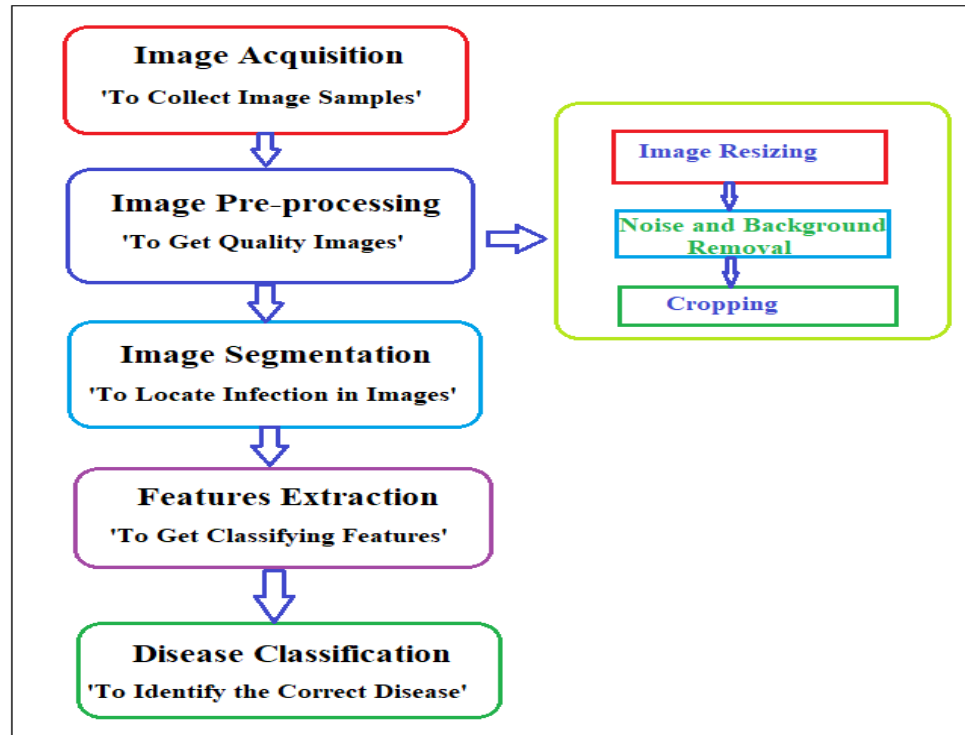 Image Acquisition
'To Collect Image Samples'
Image Pre-processing
'To Get Quality Images'
Image Resizing
Noise and Background
Removal
Cropping
Image Segmentation
'To Locate Infection in Images'
Features Extraction
'To Get Classifying Features'
Disease Classification
'To Identify the Correct Disease'